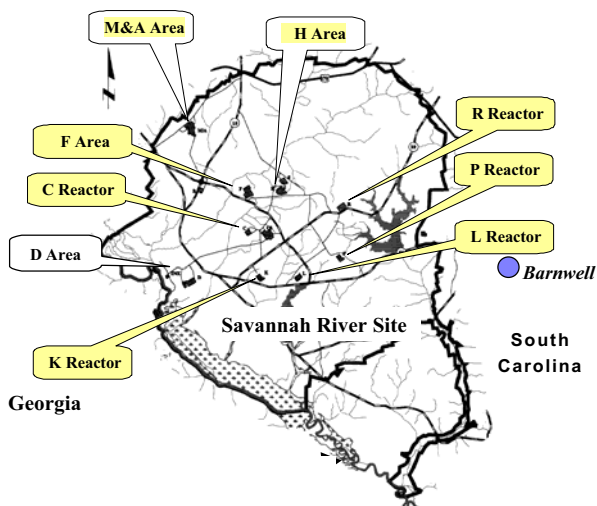 M&A Area
H Area
R Reactor
F Area
P Reactor
C Reactor
L Reactor
D Area
Barnwell
Savannah River Site
South
Carolina
K Reactor
Georgia